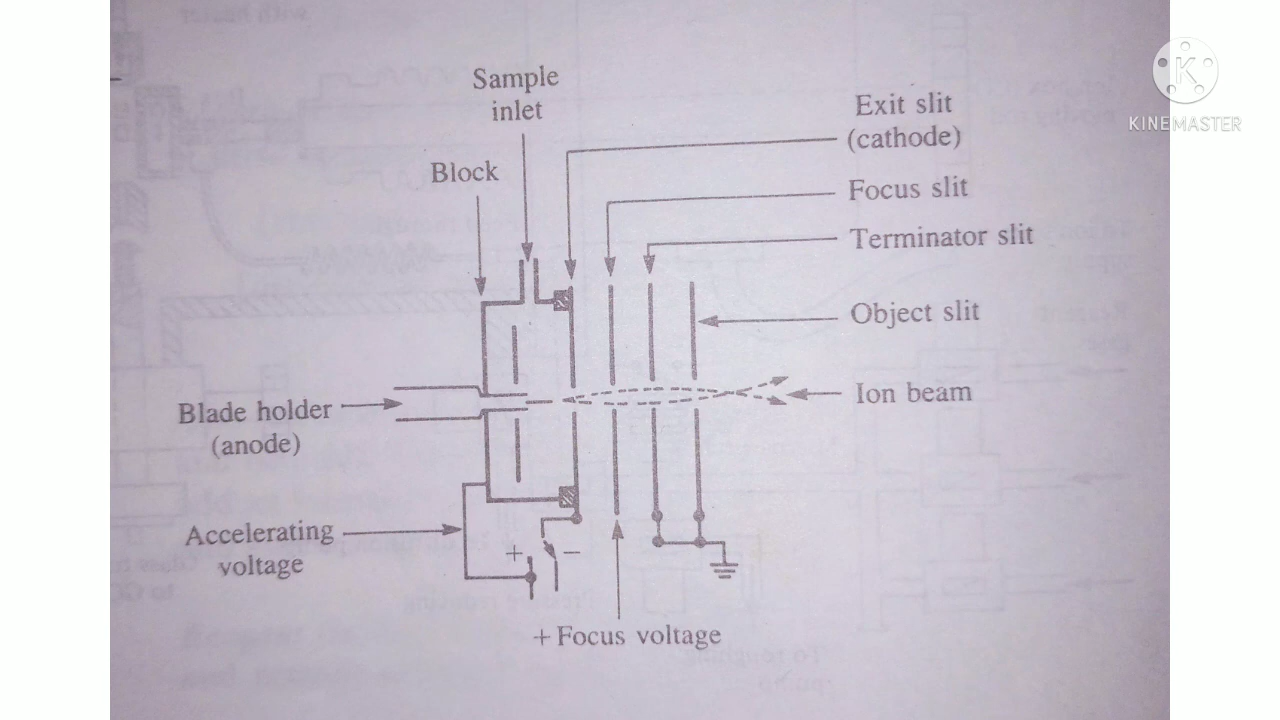 Sample
inlet
Block
Exit slit
(cathode)
Focus slit
Terminator slit
Object slit
Ion beam
Blade holder
(anode)
Accelerating
voltage
+ −
+ Focus voltage
K
KINEMASTER